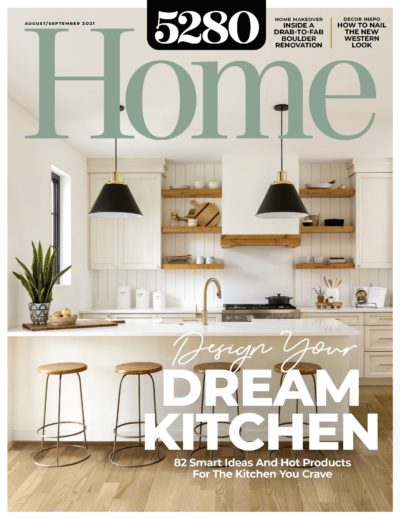 AUGUST/SEPTEMBER 2021
5280
HOME MAKEOVER
INSIDE A
DRAB-TO-FAB
BOULDER
RENOVATION
DECOR INSPO
HOW TO NAIL
THE NEW
WESTERN
LOOK
Home
Design Your
DREAM
KITCHEN
82 Smart Ideas And Hot Products
For The Kitchen You Crave